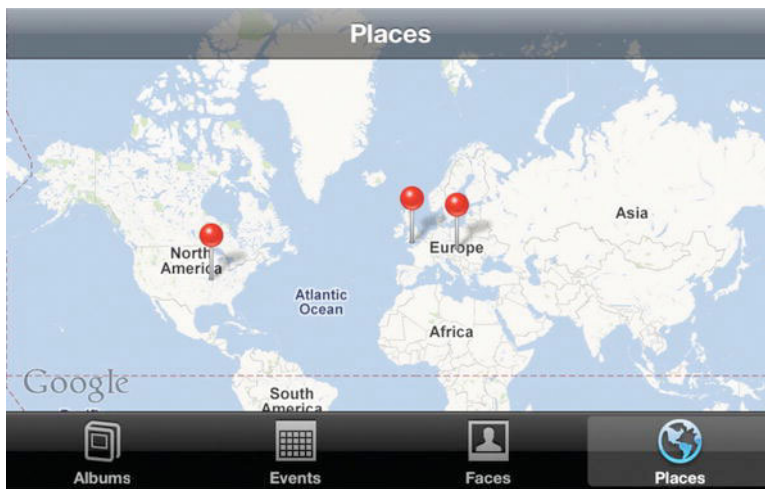 Places
Asia
North
America
Europe
Atlantic
Ocean
Africa
Google
South
America
Albums
Events
Faces
Places